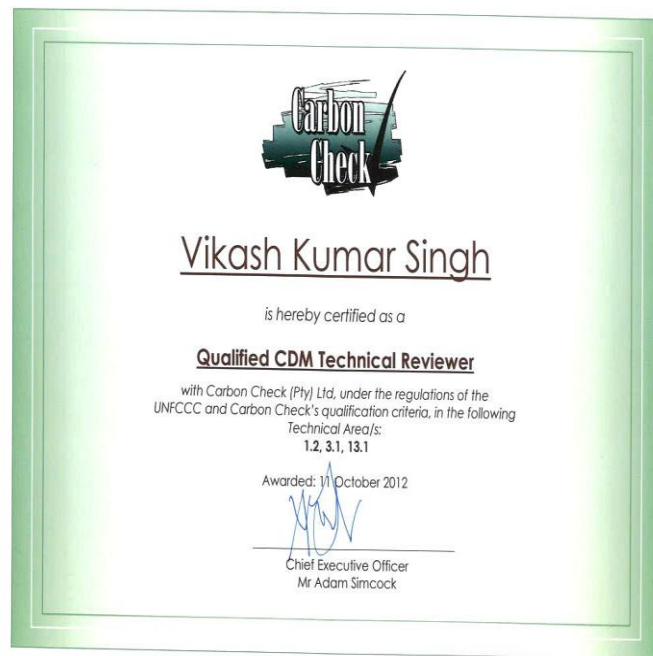 Carbon
Check
Vikash Kumar Singh
is hereby certified as a
Qualified CDM Technical Reviewer
with Carbon Check (Pty) Ltd, under the regulations of the
UNFCCC and Carbon Check's qualification criteria, in the following
Technical Area/s:
1.2, 3.1, 13.1
Awarded: 11 October 2012
Chief Executive Officer
Mr Adam Simcock